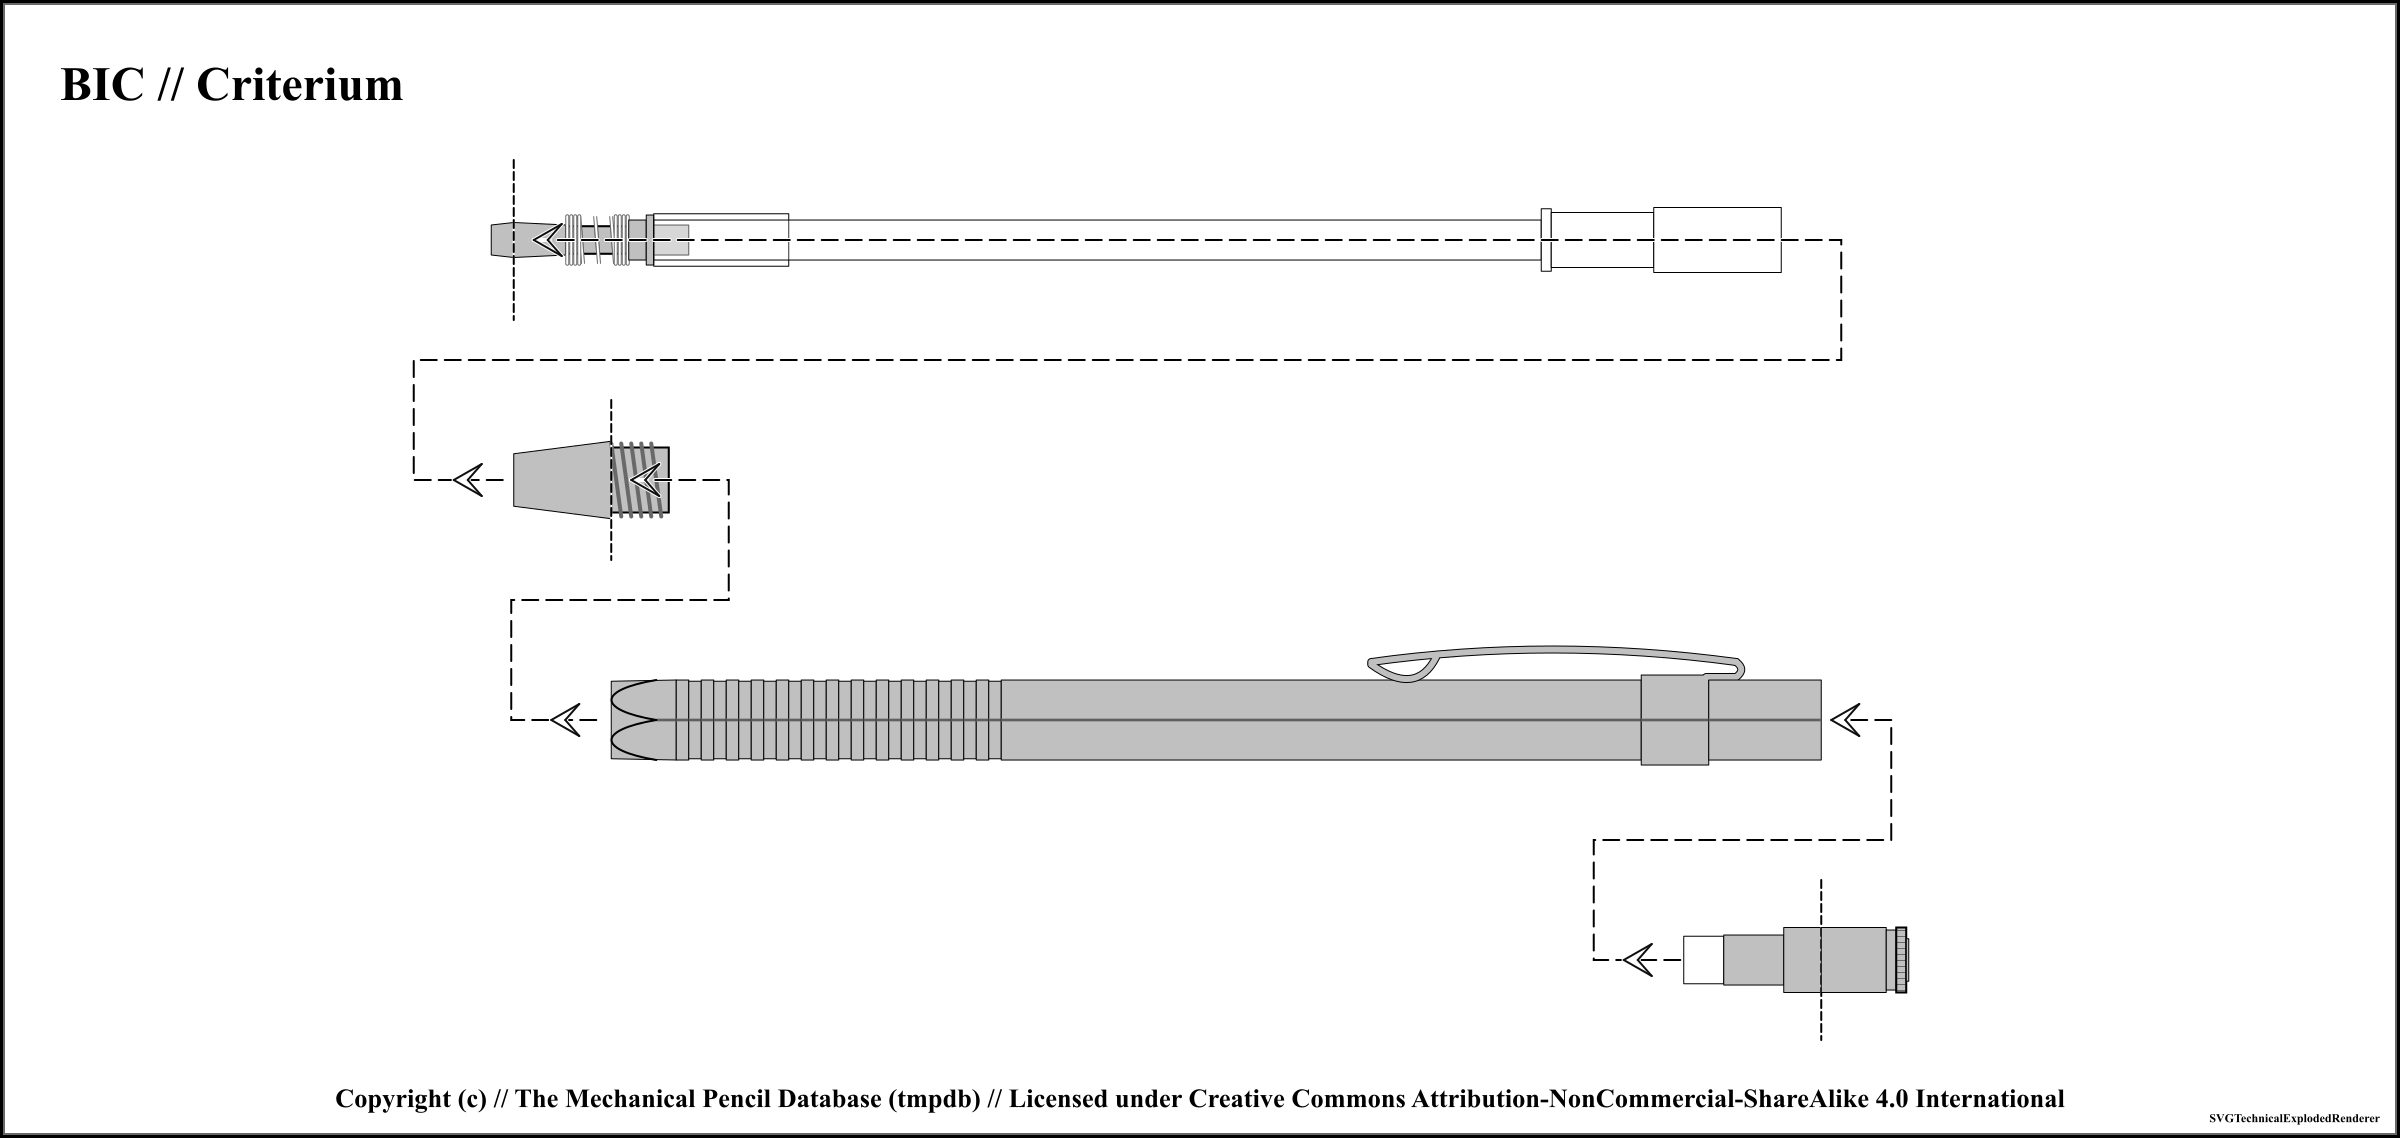 BIC // Criterium
Copyright (c) // The Mechanical Pencil Database (tmpdb) // Licensed under Creative Commons Attribution-NonCommercial-ShareAlike 4.0 International
SVGTechnicalExplodedRenderer